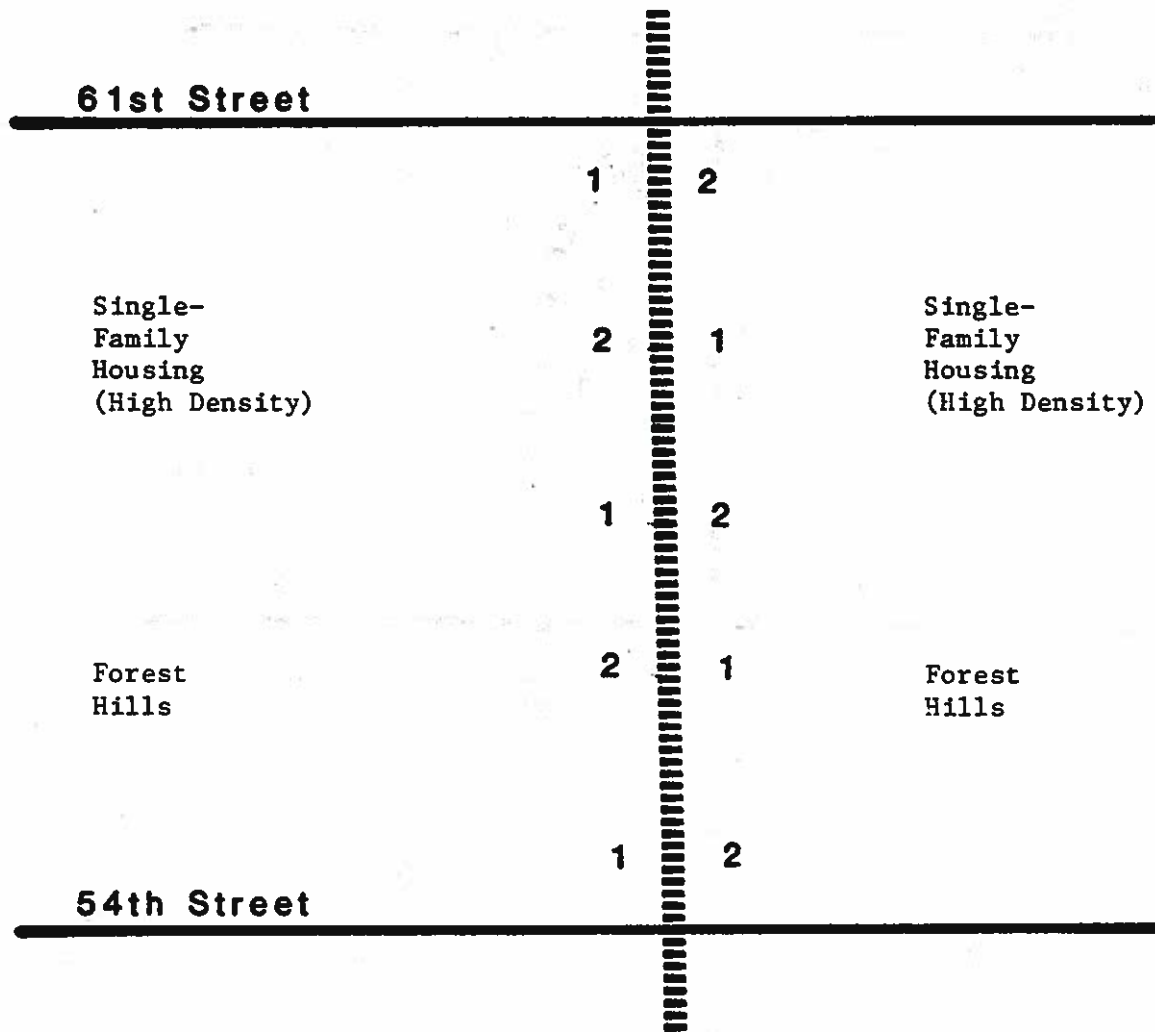 61st Street
1 2
Single-
Family
Housing
(High Density)
2 1
Single-
Family
Housing
(High Density)
1 2
Forest
Hills
2 1
Forest
Hills
1 2
54th Street